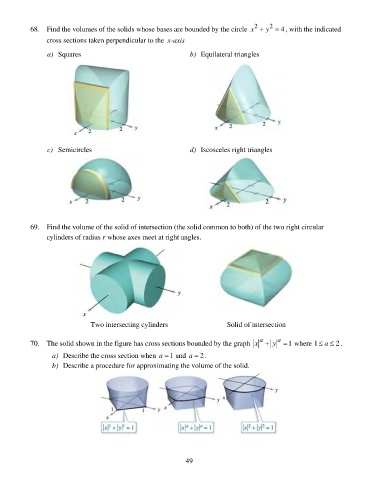 68. Find the volumes of the solids whose bases are bounded by the circle x² + y² = 4, with the indicated
cross sections taken perpendicular to the x-axis
a) Squares b) Equilateral triangles
x 2 2 y x 2 2 y
c) Semicircles d) Iscosceles right triangles
x 2 2 y x 2 2 y
69. Find the volume of the solid of intersection (the solid common to both) of the two right circular
cylinders of radius r whose axes meet at right angles.
y
x
Two intersecting cylinders Solid of intersection
70. The solid shown in the figure has cross sections bounded by the graph |x|ᵃ + |y|ᵃ = 1 where 1 ≤ a ≤ 2.
a) Describe the cross section when a = 1 and a = 2.
b) Describe a procedure for approximating the volume of the solid.
1 1 y x y x y
x
|x|¹ + |y|¹ = 1 |x|ᵃ + |y|ᵃ = 1 |x|² + |y|² = 1
49